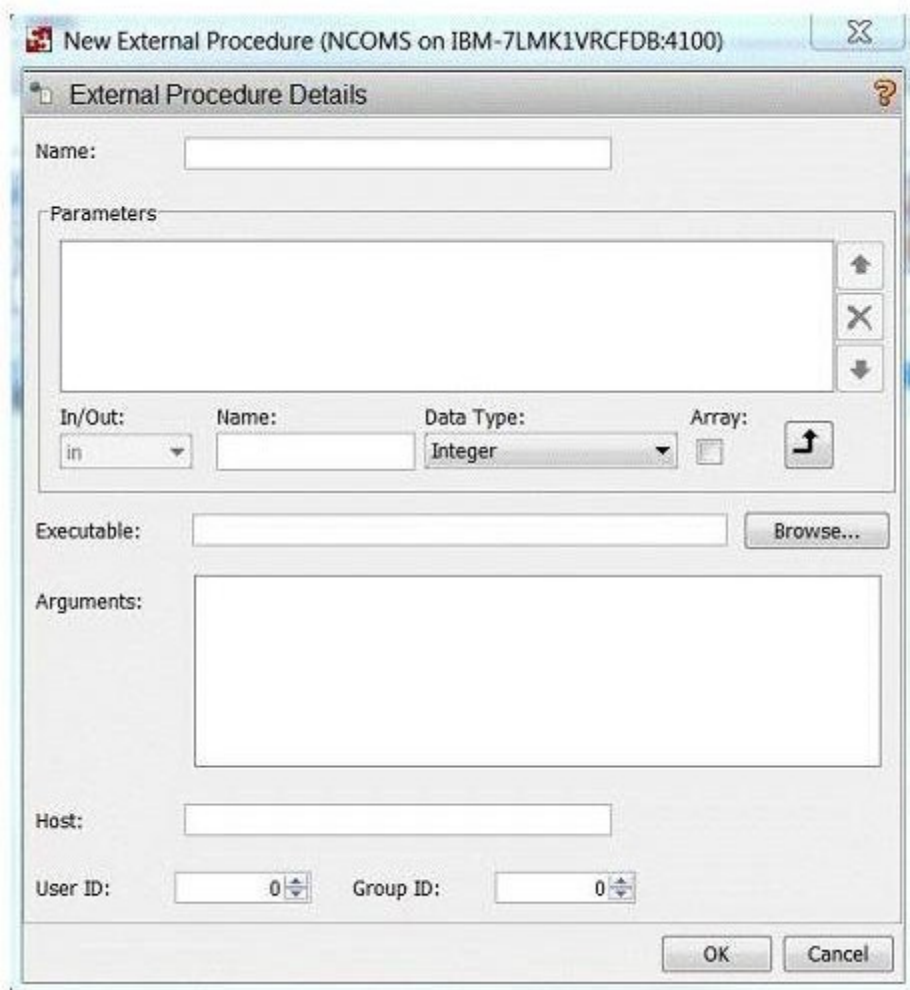 New External Procedure (NCOMS on IBM-7LMK1VRCFDB:4100)
External Procedure Details
Name:
Parameters
In/Out: Name: Data Type: Array:
in Integer
Executable: Browse...
Arguments:
Host:
User ID: 0 Group ID: 0
OK Cancel